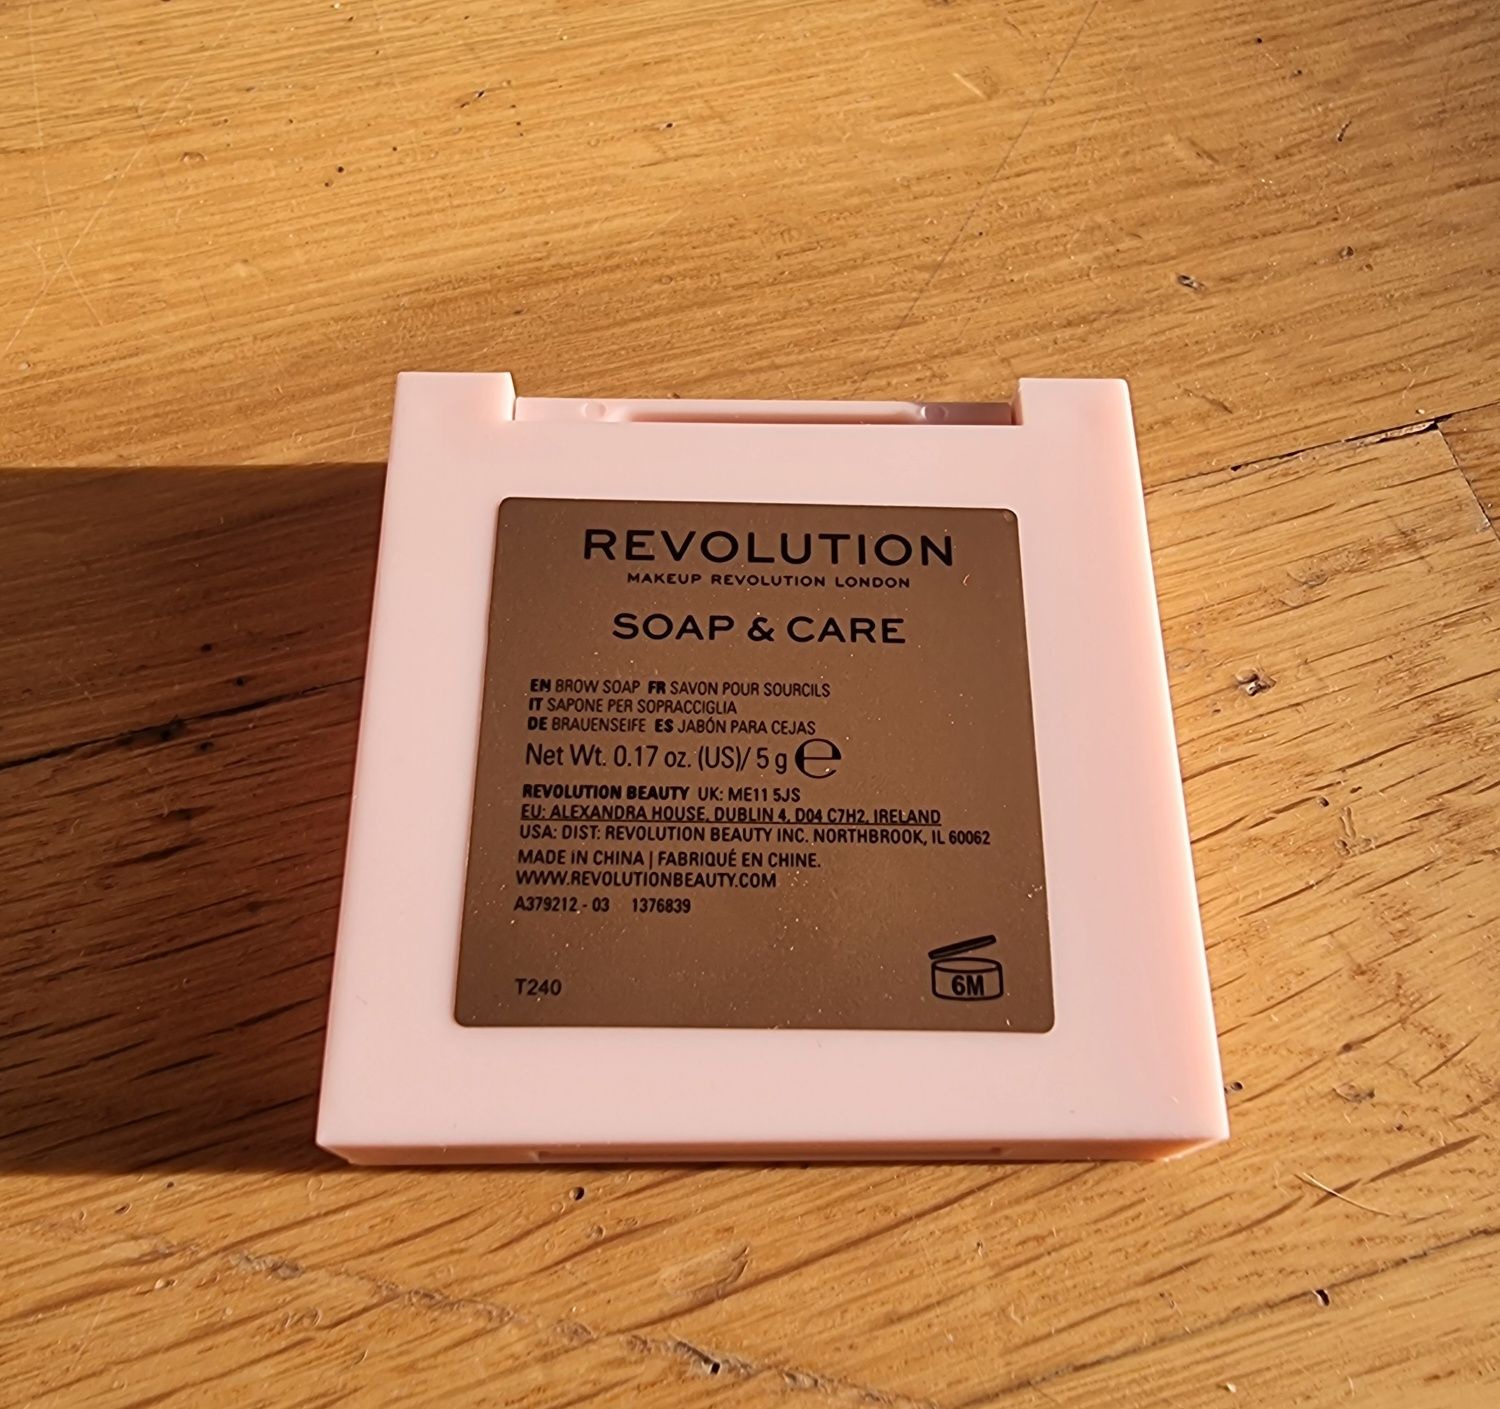 REVOLUTION
MAKEUP REVOLUTION LONDON
SOAP & CARE
EN BROW SOAP FR SAVON POUR SOURCILS
IT SAPONE PER SOPRACCIGLIA
DE BRAUENSEIFE ES JABÓN PARA CEJAS
Net Wt. 0.17 oz. (US)/ 5 g ℮
REVOLUTION BEAUTY UK: ME11 5JS
EU: ALEXANDRA HOUSE, DUBLIN 4, D04 C7H2, IRELAND
USA: DIST: REVOLUTION BEAUTY INC. NORTHBROOK, IL 60062
MADE IN CHINA | FABRIQUÉ EN CHINE.
WWW.REVOLUTIONBEAUTY.COM
A379212 - 03 1376839
T240
6M